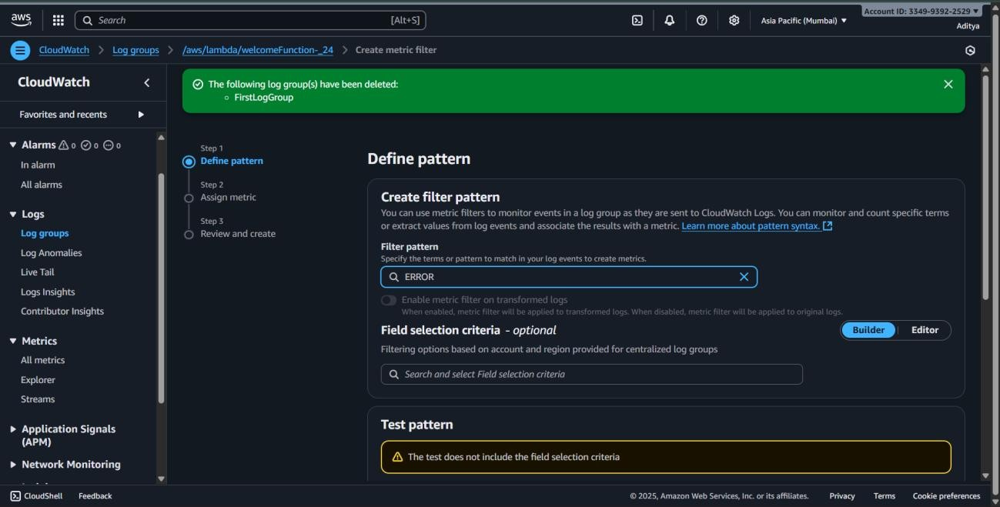 aws
Search [Alt+S]
Asia Pacific (Mumbai)
Account ID: 3349-9392-2529
Aditya
CloudWatch
Log groups
/aws/lambda/welcomeFunction-_24
Create metric filter
CloudWatch
Favorites and recents
Alarms 0 0 0
In alarm
All alarms
Logs
Log groups
Log Anomalies
Live Tail
Logs Insights
Contributor Insights
Metrics
All metrics
Explorer
Streams
Application Signals
(APM)
Network Monitoring
The following log group(s) have been deleted:
FirstLogGroup
Step 1
Define pattern
Step 2
Assign metric
Step 3
Review and create
Define pattern
Create filter pattern
You can use metric filters to monitor events in a log group as they are sent to CloudWatch Logs. You can monitor and count specific terms
or extract values from log events and associate the results with a metric. Learn more about pattern syntax.
Filter pattern
Specify the terms or pattern to match in your log events to create metrics.
ERROR
Enable metric filter on transformed logs
When enabled, metric filter will be applied to transformed logs. When disabled, metric filter will be applied to original logs.
Field selection criteria - optional
Builder
Editor
Filtering options based on account and region provided for centralized log groups
Search and select Field selection criteria
Test pattern
The test does not include the field selection criteria
CloudShell
Feedback
© 2025, Amazon Web Services, Inc. or its affiliates.
Privacy
Terms
Cookie preferences